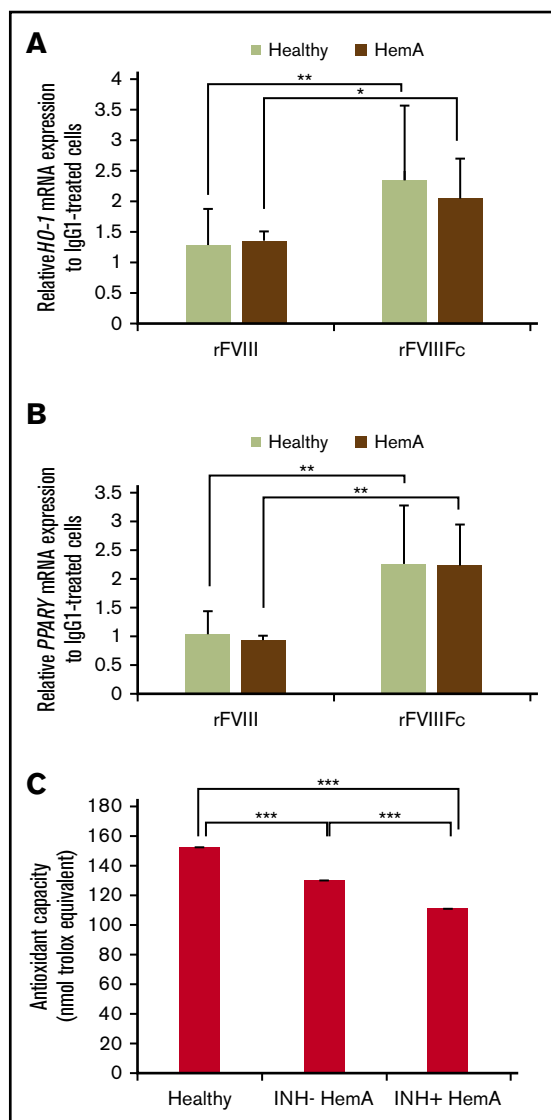 A
Healthy HemA
**
*
4
3.5
3
2.5
2
1.5
1
0.5
0
Relative HO-1 mRNA expression
to IgG1-treated cells
rFVIII rFVIIIFc
B
Healthy HemA
**
**
3.5
3
2.5
2
1.5
1
0.5
0
Relative PPARY mRNA expression
to IgG1-treated cells
rFVIII rFVIIIFc
C
***
*** ***
180
160
140
120
100
80
60
40
20
0
Antioxidant capacity
(nmol trolox equivalent)
Healthy INH- HemA INH+ HemA